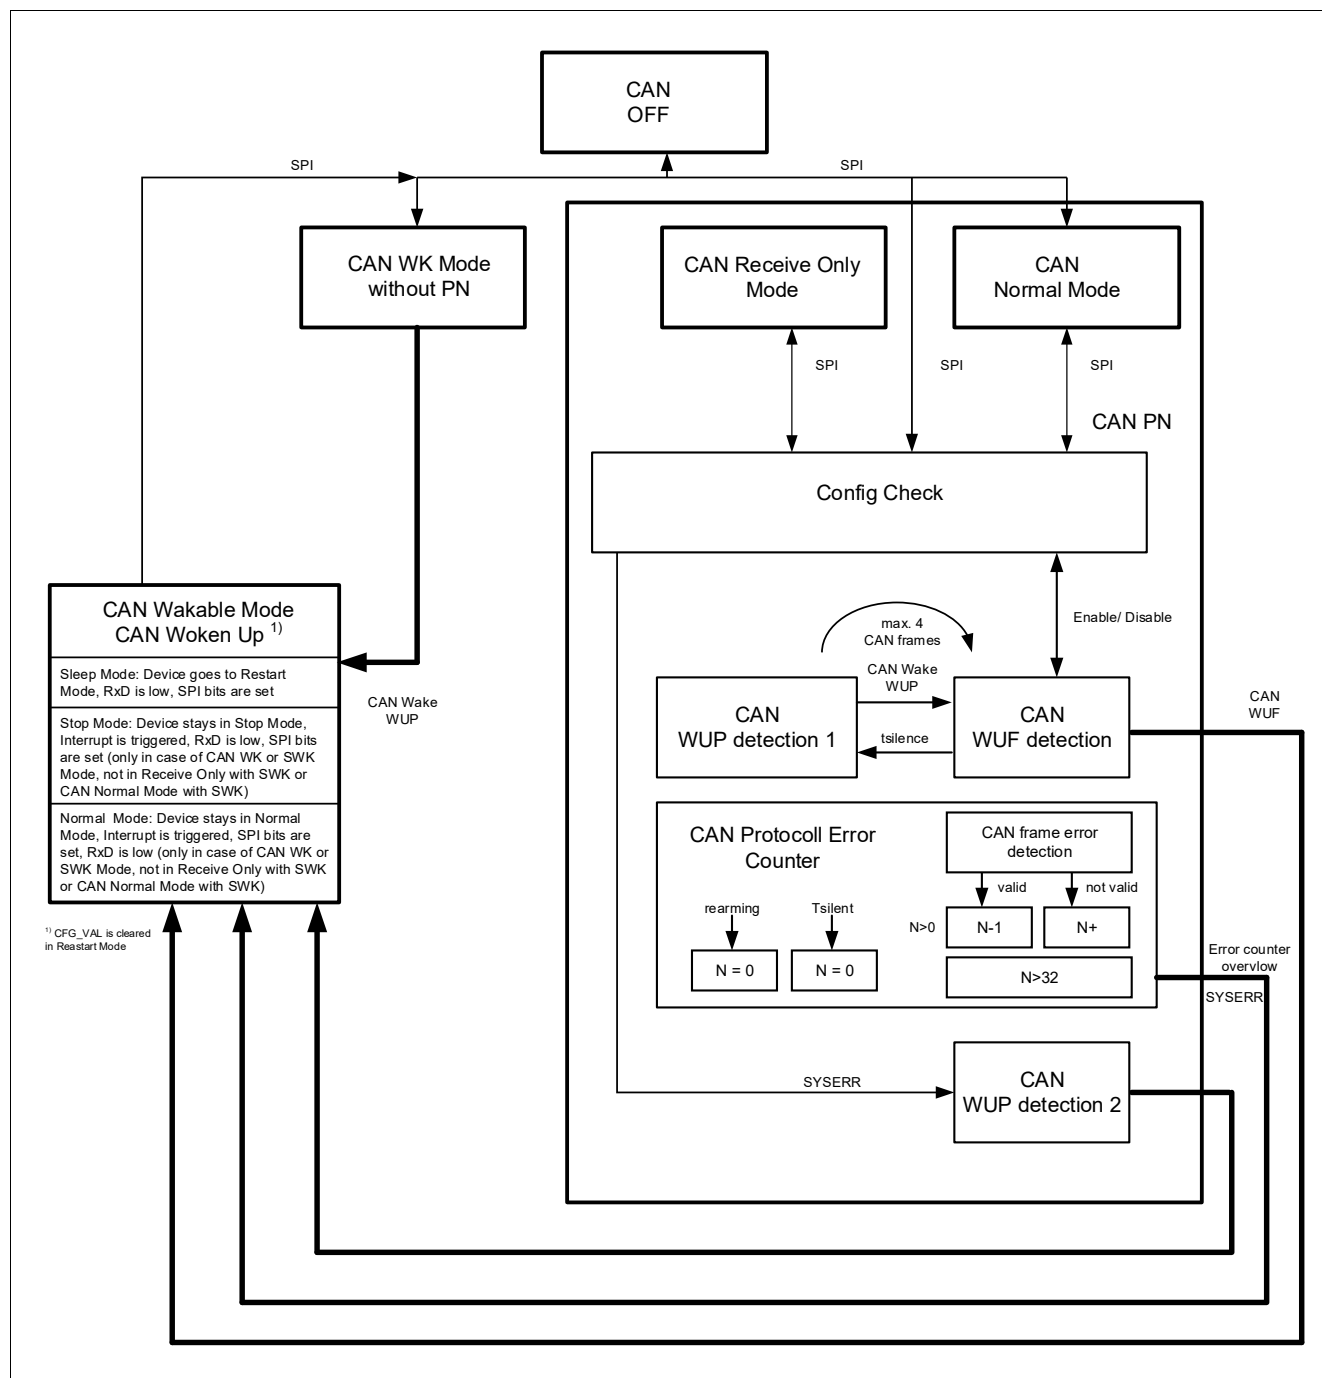 CAN
OFF
SPI
SPI
CAN WK Mode
without PN
CAN Receive Only
Mode
CAN
Normal Mode
SPI
SPI
SPI
CAN PN
Config Check
CAN Wakable Mode
CAN Woken Up 1)
Sleep Mode: Device goes to Restart
Mode, RxD is low, SPI bits are set
Stop Mode: Device stays in Stop Mode,
Interrupt is triggered, RxD is low, SPI bits
are set (only in case of CAN WK or SWK
Mode, not in Receive Only with SWK or
CAN Normal Mode with SWK)
Normal Mode: Device stays in Normal
Mode, Interrupt is triggered, SPI bits are
set, RxD is low (only in case of CAN WK or
SWK Mode, not in Receive Only with SWK
or CAN Normal Mode with SWK)
1) CFG_VAL is cleared
in Reastart Mode
CAN Wake
WUP
max. 4
CAN frames
Enable/ Disable
CAN Wake
WUP
CAN
WUP detection 1
tsilence
CAN
WUF detection
CAN
WUF
CAN Protocoll Error
Counter
CAN frame error
detection
valid
not valid
rearming
Tsilent
N>0
N-1
N+
N = 0
N = 0
N>32
Error counter
overvlow
SYSERR
SYSERR
CAN
WUP detection 2